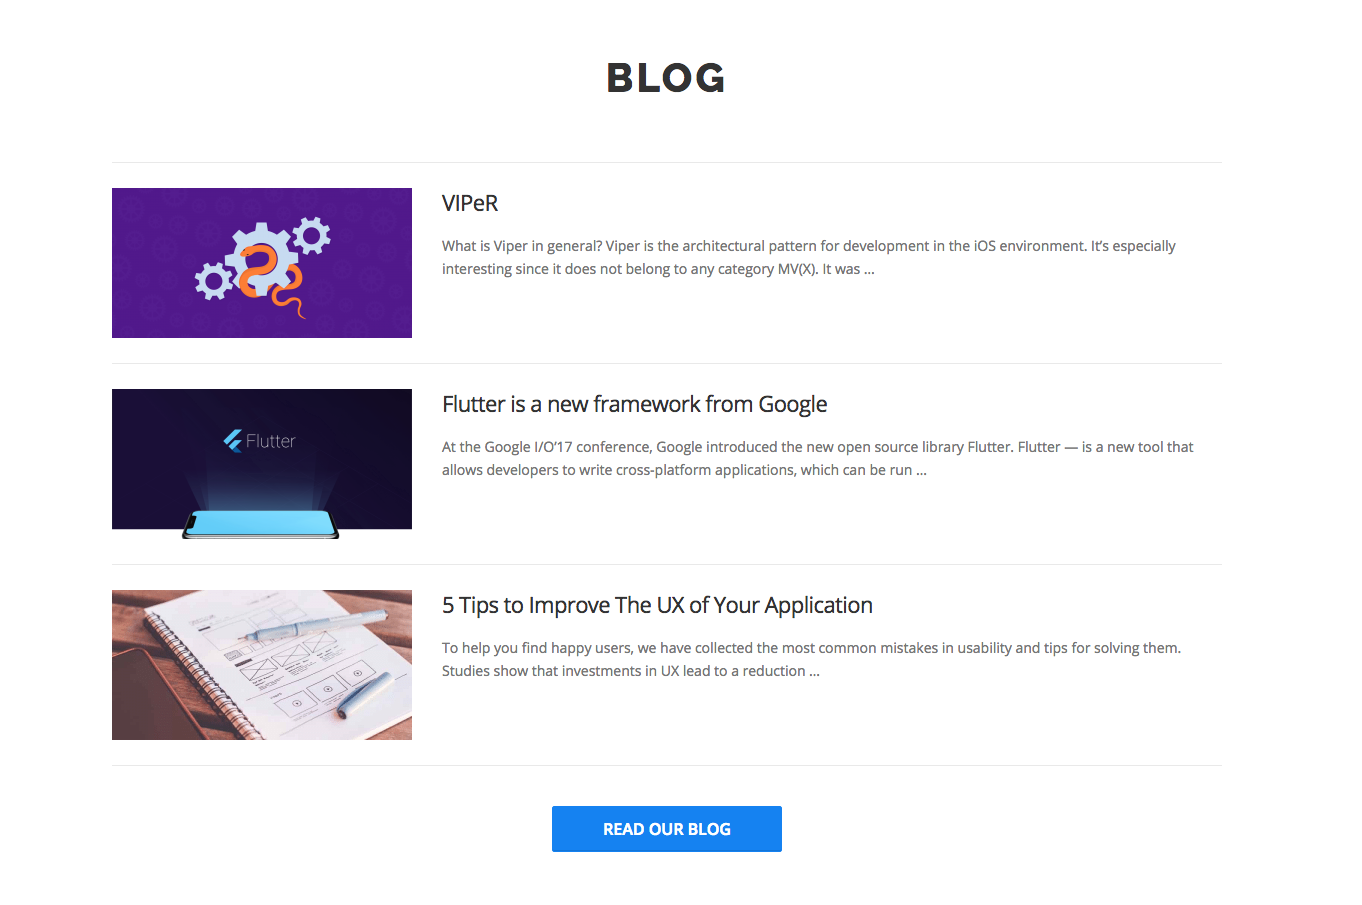 BLOG
VIPeR
What is Viper in general? Viper is the architectural pattern for development in the iOS environment. It’s especially
interesting since it does not belong to any category MV(X). It was ...
Flutter
Flutter is a new framework from Google
At the Google I/O’17 conference, Google introduced the new open source library Flutter. Flutter — is a new tool that
allows developers to write cross-platform applications, which can be run ...
5 Tips to Improve The UX of Your Application
To help you find happy users, we have collected the most common mistakes in usability and tips for solving them.
Studies show that investments in UX lead to a reduction ...
READ OUR BLOG